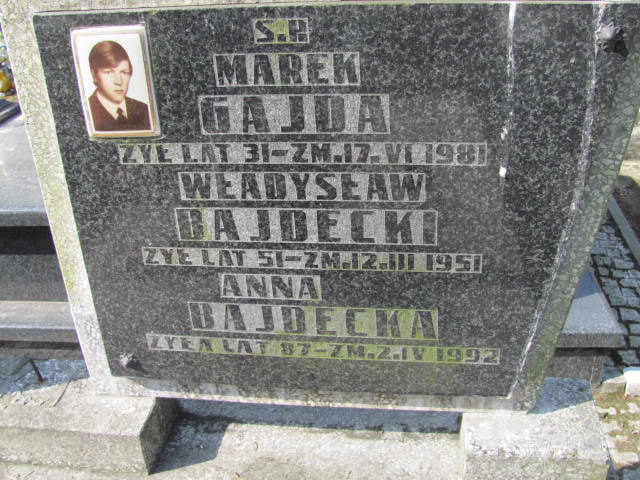 Ś.P.
MAREK
GAJDA
ŻYŁ LAT 31-ZM.17.VI.1981
WŁADYSŁAW
BAJDECKI
ŻYŁ LAT 51-ZM.12.III 1951
ANNA
BAJDECKA
ŻYŁA LAT 87-ZM.2.IV 1992